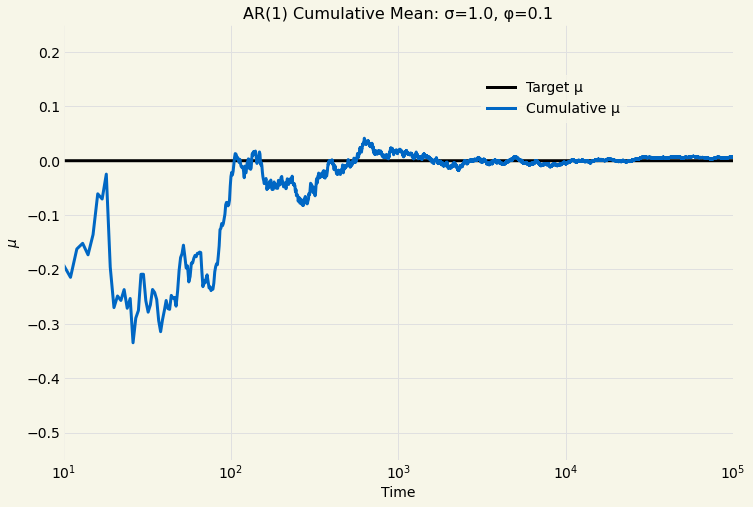 AR(1) Cumulative Mean: σ=1.0, φ=0.1
0.2
0.1
0.0
−0.1
−0.2
−0.3
−0.4
−0.5
μ
Target μ
Cumulative μ
10¹
10²
10³
10⁴
10⁵
Time